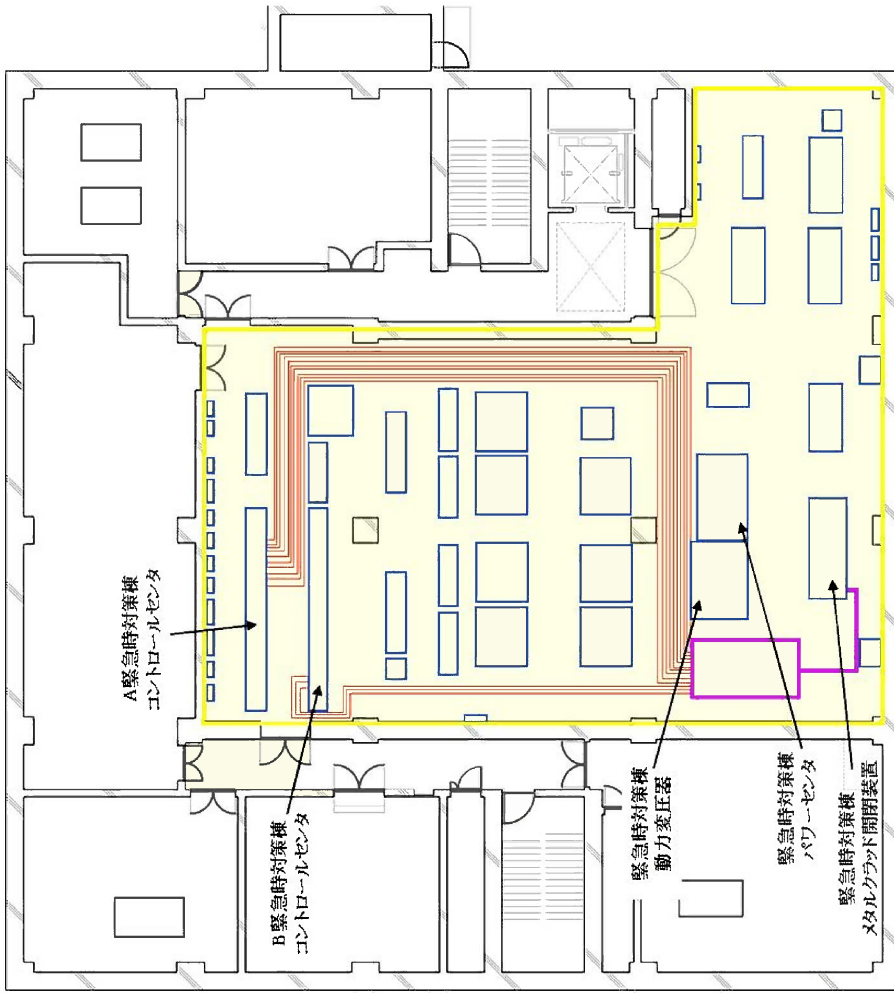 A緊急時対策棟
コントロールセンタ
B緊急時対策棟
コントロールセンタ
緊急時対策棟
動力変圧器
緊急時対策棟
パワーセンタ
緊急時対策棟
メタルクラッド開閉装置